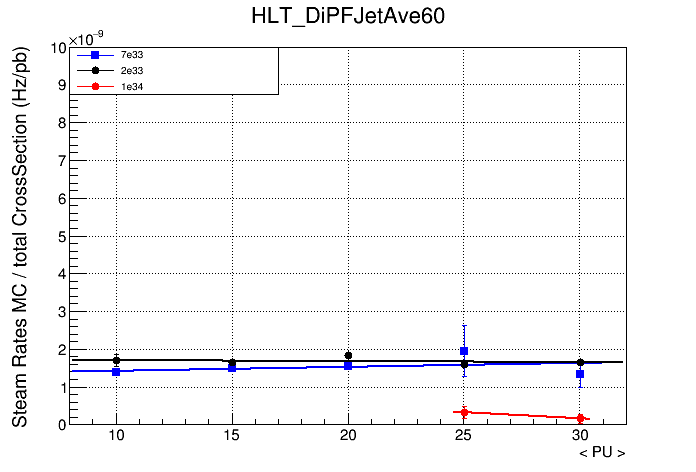 HLT_DiPFJetAve60
×10⁻⁹
7e33
2e33
1e34
Steam Rates MC / total CrossSection (Hz/pb)
10
9
8
7
6
5
4
3
2
1
0
10 15 20 25 30
< PU >